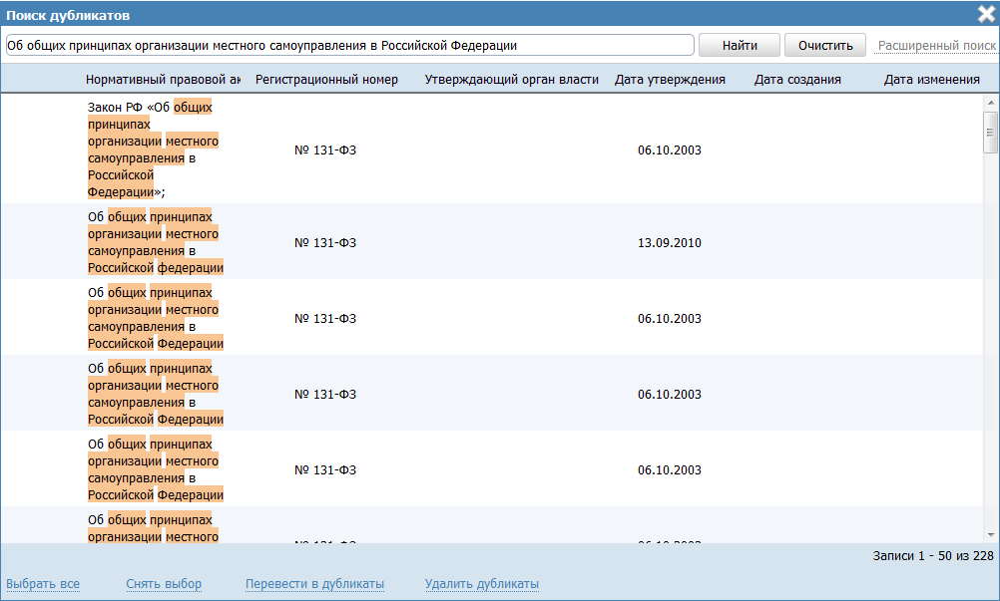 Поиск дубликатов
Об общих принципах организации местного самоуправления в Российской Федерации
Найти
Очистить
Расширенный поиск
Нормативный правовой ак
Регистрационный номер
Утверждающий орган власти
Дата утверждения
Дата создания
Дата изменения
Закон РФ «Об общих
принципах
организации местного
самоуправления в
Российской
Федерации»;
№ 131-ФЗ
06.10.2003
Об общих принципах
организации местного
самоуправления в
Российской федерации
№ 131-ФЗ
13.09.2010
Об общих принципах
организации местного
самоуправления в
Российской Федерации
№ 131-ФЗ
06.10.2003
Об общих принципах
организации местного
самоуправления в
Российской Федерации
№ 131-ФЗ
06.10.2003
Об общих принципах
организации местного
самоуправления в
Российской Федерации
№ 131-ФЗ
06.10.2003
Об общих принципах
организации местного
Записи 1 - 50 из 228
Выбрать все
Снять выбор
Перевести в дубликаты
Удалить дубликаты